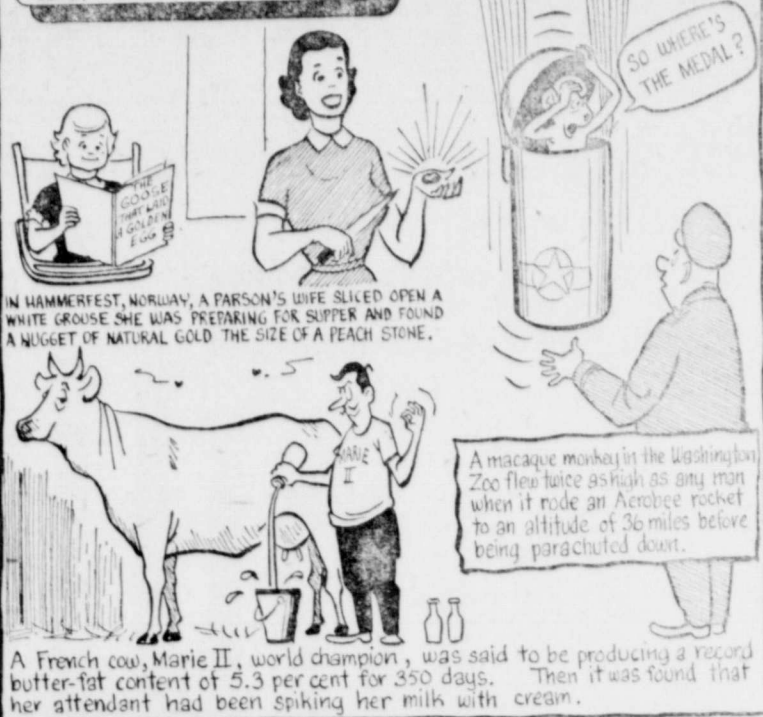 SO WHERE'S
THE MEDAL?
THE
GOOSE
THAT LAID
A GOLDEN
EGG
IN HAMMERFEST, NORWAY, A PARSON'S WIFE SLICED OPEN A
WHITE GROUSE SHE WAS PREPARING FOR SUPPER AND FOUND
A NUGGET OF NATURAL GOLD THE SIZE OF A PEACH STONE.
MARIE
II
A macaque monkey in the Washington
Zoo flew twice as high as any man
when it rode an Aerobee rocket
to an altitude of 36 miles before
being parachuted down.
A French cow, Marie II, world champion, was said to be producing a record
butter-fat content of 5.3 per cent for 350 days. Then it was found that
her attendant had been spiking her milk with cream.